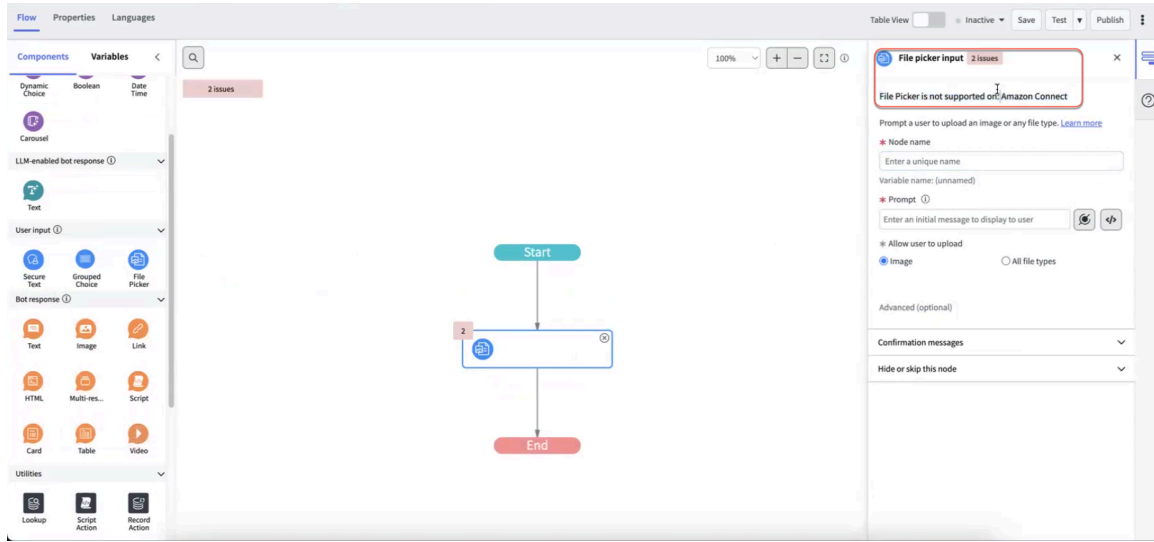 Flow Properties Languages
Table View Inactive Save Test Publish
Components Variables
100%
File picker input 2 issues
2 issues
File Picker is not supported on Amazon Connect
Dynamic Choice
Boolean
Date Time
Carousel
Prompt a user to upload an image or any file type. Learn more
* Node name
Enter a unique name
Variable name: (unnamed)
* Prompt
Enter an initial message to display to user
* Allow user to upload
Image All file types
Advanced (optional)
Confirmation messages
Hide or skip this node
LLM-enabled bot response
Text
User input
Secure Text
Grouped Choice
File Picker
Bot response
Text Image Link
HTML Multi-res... Script
Card Table Video
Utilities
Lookup
Script Action
Record Action
Start
2
End